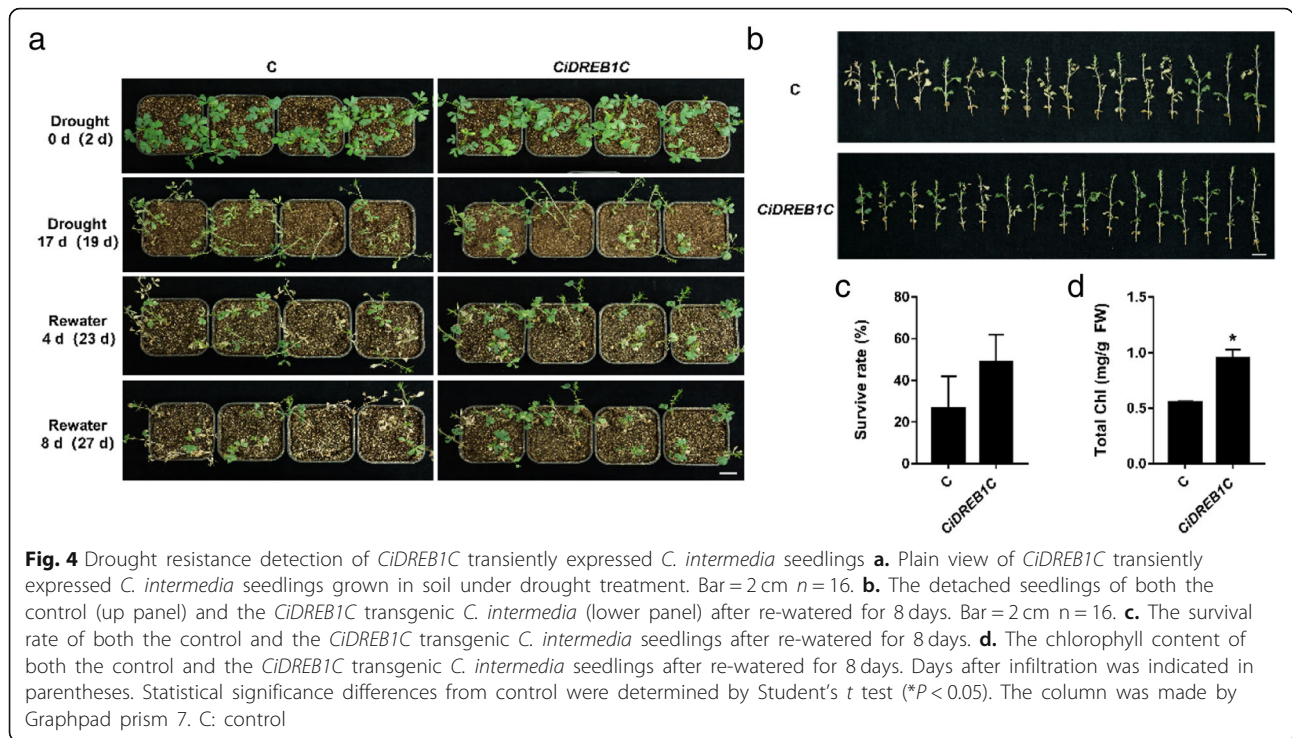 a
C
CiDREB1C
Drought
0 d (2 d)
Drought
17 d (19 d)
Rewater
4 d (23 d)
Rewater
8 d (27 d)
b
C
CiDREB1C
c
Survive rate (%)
80
60
40
20
0
C
CiDREB1C
d
Total Chl (mg/g FW)
1.5
1.0
0.5
0.0
*
C
CiDREB1C
Fig. 4 Drought resistance detection of CiDREB1C transiently expressed C. intermedia seedlings a. Plain view of CiDREB1C transiently
expressed C. intermedia seedlings grown in soil under drought treatment. Bar = 2 cm n = 16. b. The detached seedlings of both the
control (up panel) and the CiDREB1C transgenic C. intermedia (lower panel) after re-watered for 8 days. Bar = 2 cm n = 16. c. The survival
rate of both the control and the CiDREB1C transgenic C. intermedia seedlings after re-watered for 8 days. d. The chlorophyll content of
both the control and the CiDREB1C transgenic C. intermedia seedlings after re-watered for 8 days. Days after infiltration was indicated in
parentheses. Statistical significance differences from control were determined by Student's t test (*P < 0.05). The column was made by
Graphpad prism 7. C: control